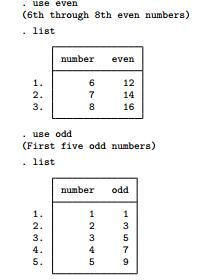 . use even
(6th through 8th even numbers)
. list
number even
1. 6 12
2. 7 14
3. 8 16
. use odd
(First five odd numbers)
. list
number odd
1. 1 1
2. 2 3
3. 3 5
4. 4 7
5. 5 9